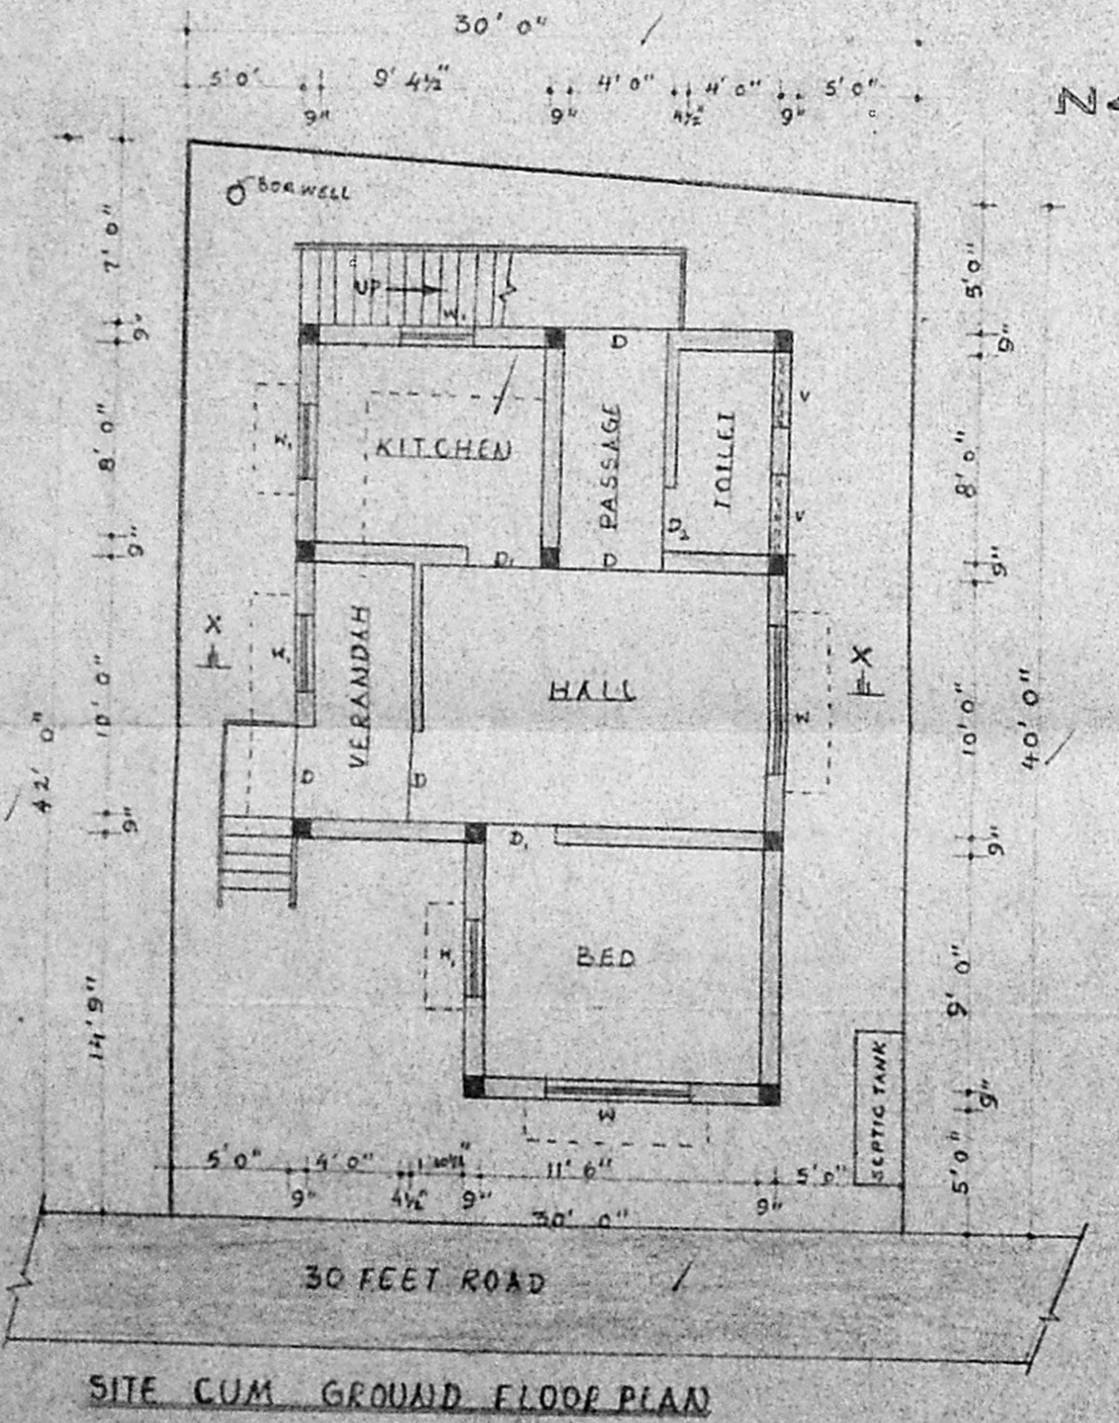 30' 0"
5'0' 9' 4½" 4' 0" 4' 0" 5' 0"
9" 9" 4½" 9"
N
BORWELL
7' 0"
5'0"
UP
W1
9"
D
9"
KITCHEN
PASSAGE
TOILET
V
8' 0"
W1
8' 0"
V
D2
9"
D1
D
9"
X
W1
VERANDAH
HALL
X
10' 0"
W
10' 0"
42' 0"
40' 0"
D
D
9"
D1
9"
W1
BED
9' 0"
14'9"
SEPTIC TANK
9"
W
5'0"
5'0" 4'0" 11' 6" 5'0"
9" 4½" 9" 9"
30' 0"
30 FEET ROAD
SITE CUM GROUND FLOOR PLAN